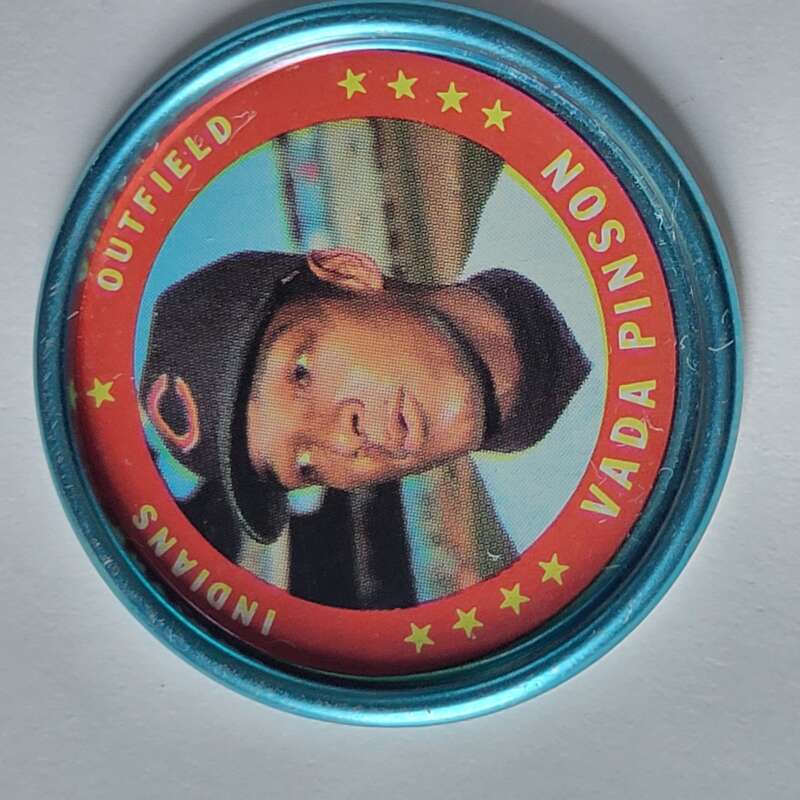 INDIANS
OUTFIELD
C
VADA PINSON